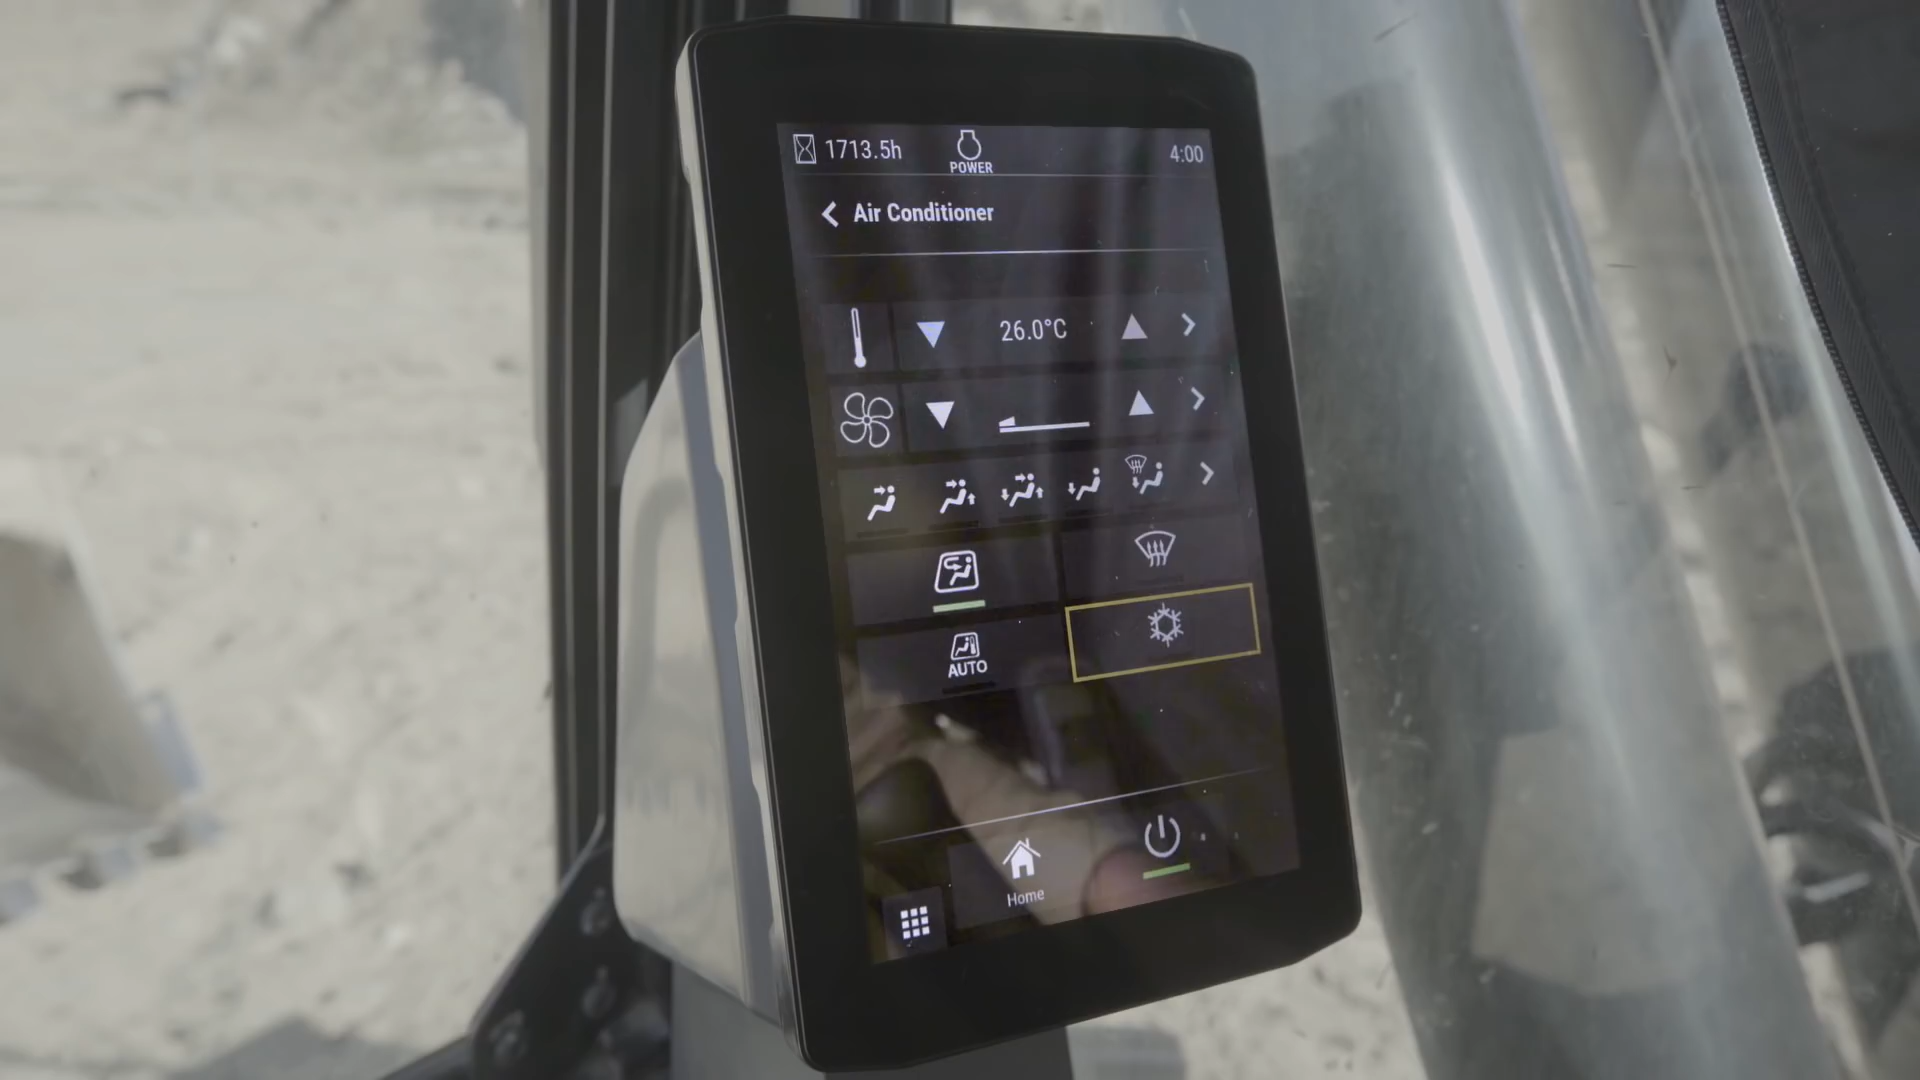 1713.5h
POWER
4:00
Air Conditioner
26.0°C
AUTO
Home